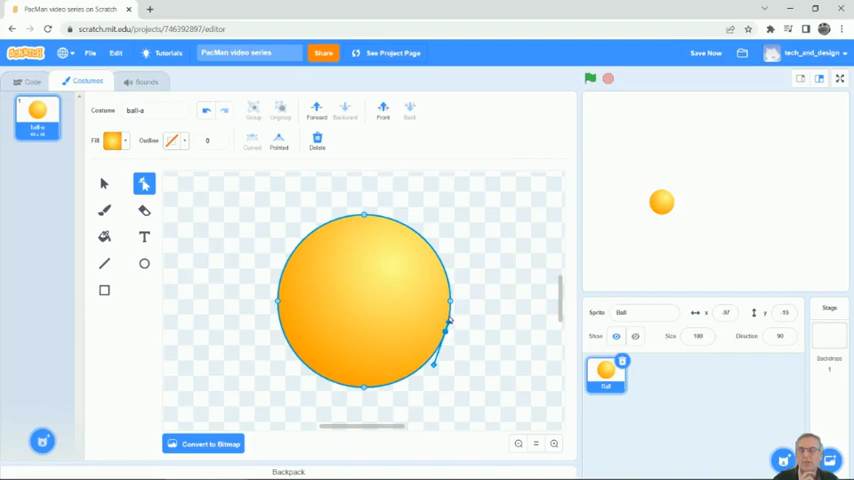 PacMan video series on Scratch
scratch.mit.edu/projects/746392897/editor
SCRATCH
File
Edit
Tutorials
PacMan video series
Share
See Project Page
Save Now
tech_and_design
Code
Costumes
Sounds
Costume
ball-a
Group
Ungroup
Forward
Backward
Front
Back
Fill
Outline
0
Curved
Pointed
Delete
1
ball-a
Convert to Bitmap
Backpack
Sprite
Ball
x
y
Show
Size
100
Direction
90
Ball
Stage
Backdrops
1